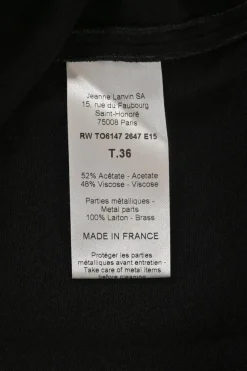 Jeanne Lanvin SA
15, rue du Faubourg
Saint-Honoré
75008 Paris
RW TO6147 2647 E15
T.36
52% Acétate - Acetate
48% Viscose - Viscose
Parties métalliques -
Metal parts
100% Laiton - Brass
MADE IN FRANCE
Protéger les parties
métalliques avant entretien -
Take care of metal items
before cleaning